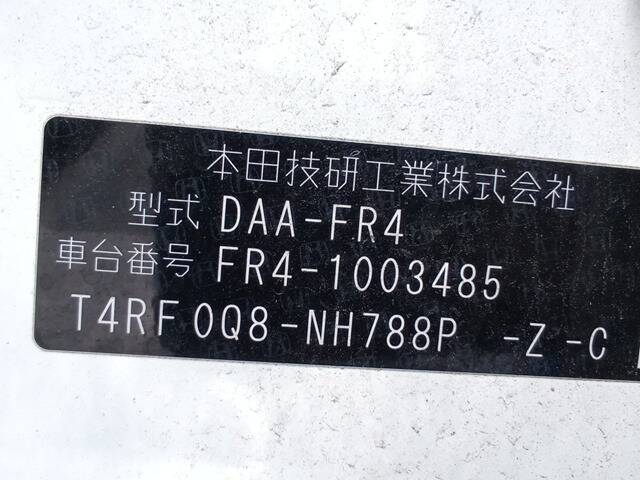 本田技研工業株式会社
型式 DAA-FR4
車台番号 FR4-1003485
T4RF 0Q8-NH788P -Z -C